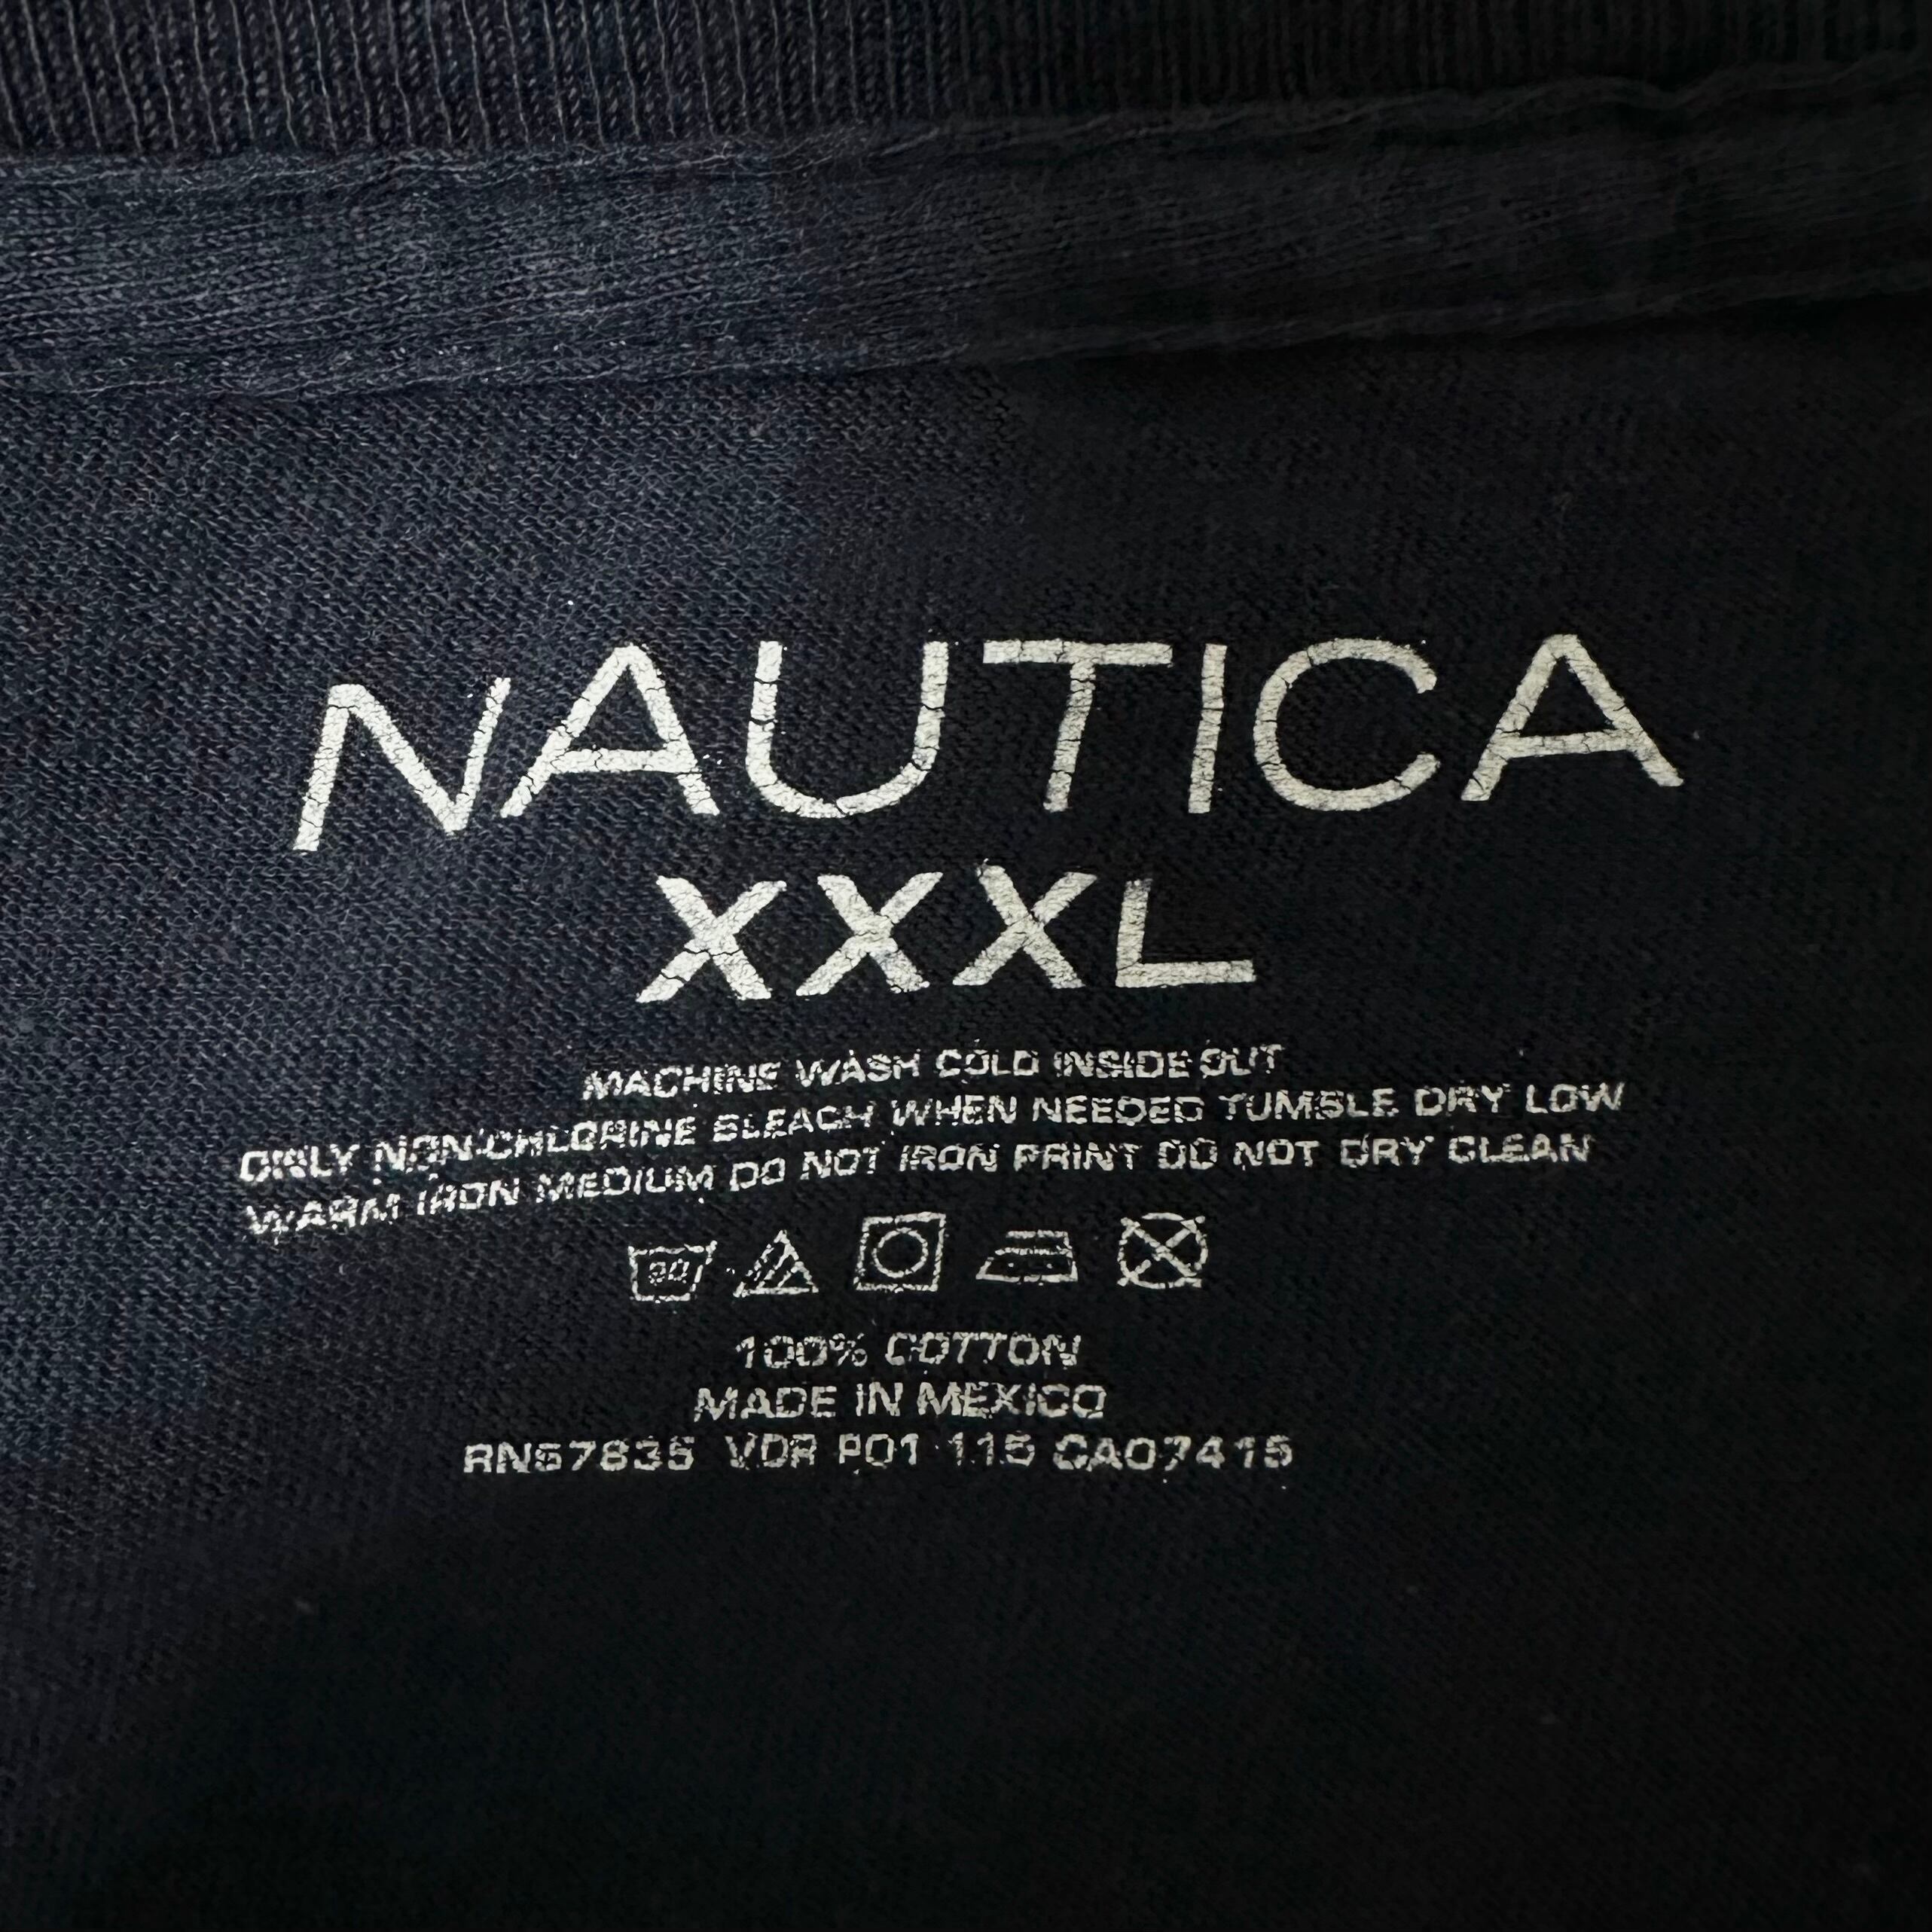 NAUTICA
XXXL
MACHINE WASH COLD INSIDE OUT
ONLY NON-CHLORINE BLEACH WHEN NEEDED TUMBLE DRY LOW
WARM IRON MEDIUM DO NOT IRON PRINT DO NOT DRY CLEAN
100% COTTON
MADE IN MEXICO
RN67835 VDR P01 115 CA07415